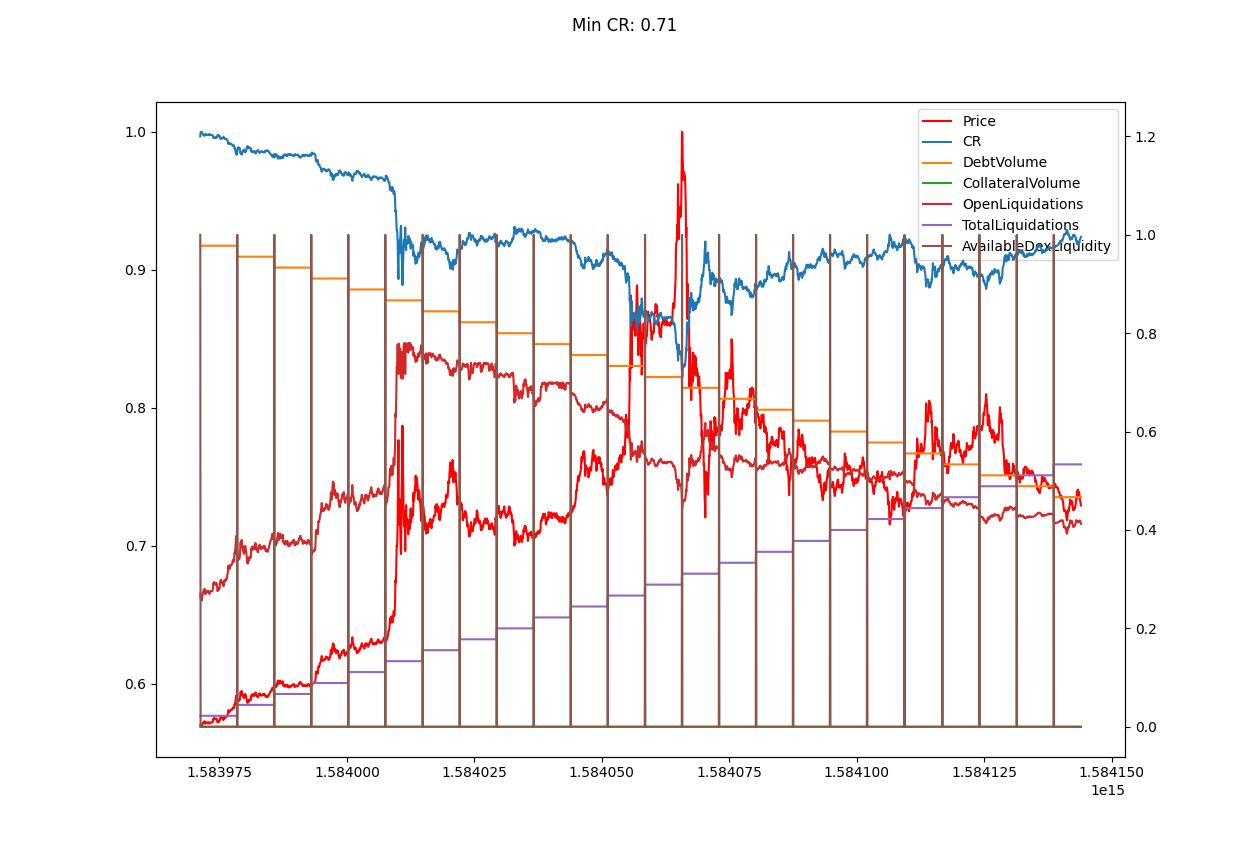 Min CR: 0.71
1.0
0.9
0.8
0.7
0.6
1.2
1.0
0.8
0.6
0.4
0.2
0.0
Price
CR
DebtVolume
CollateralVolume
OpenLiquidations
TotalLiquidations
AvailableDexLiquidity
1.583975 1.584000 1.584025 1.584050 1.584075 1.584100 1.584125 1.584150
1e15